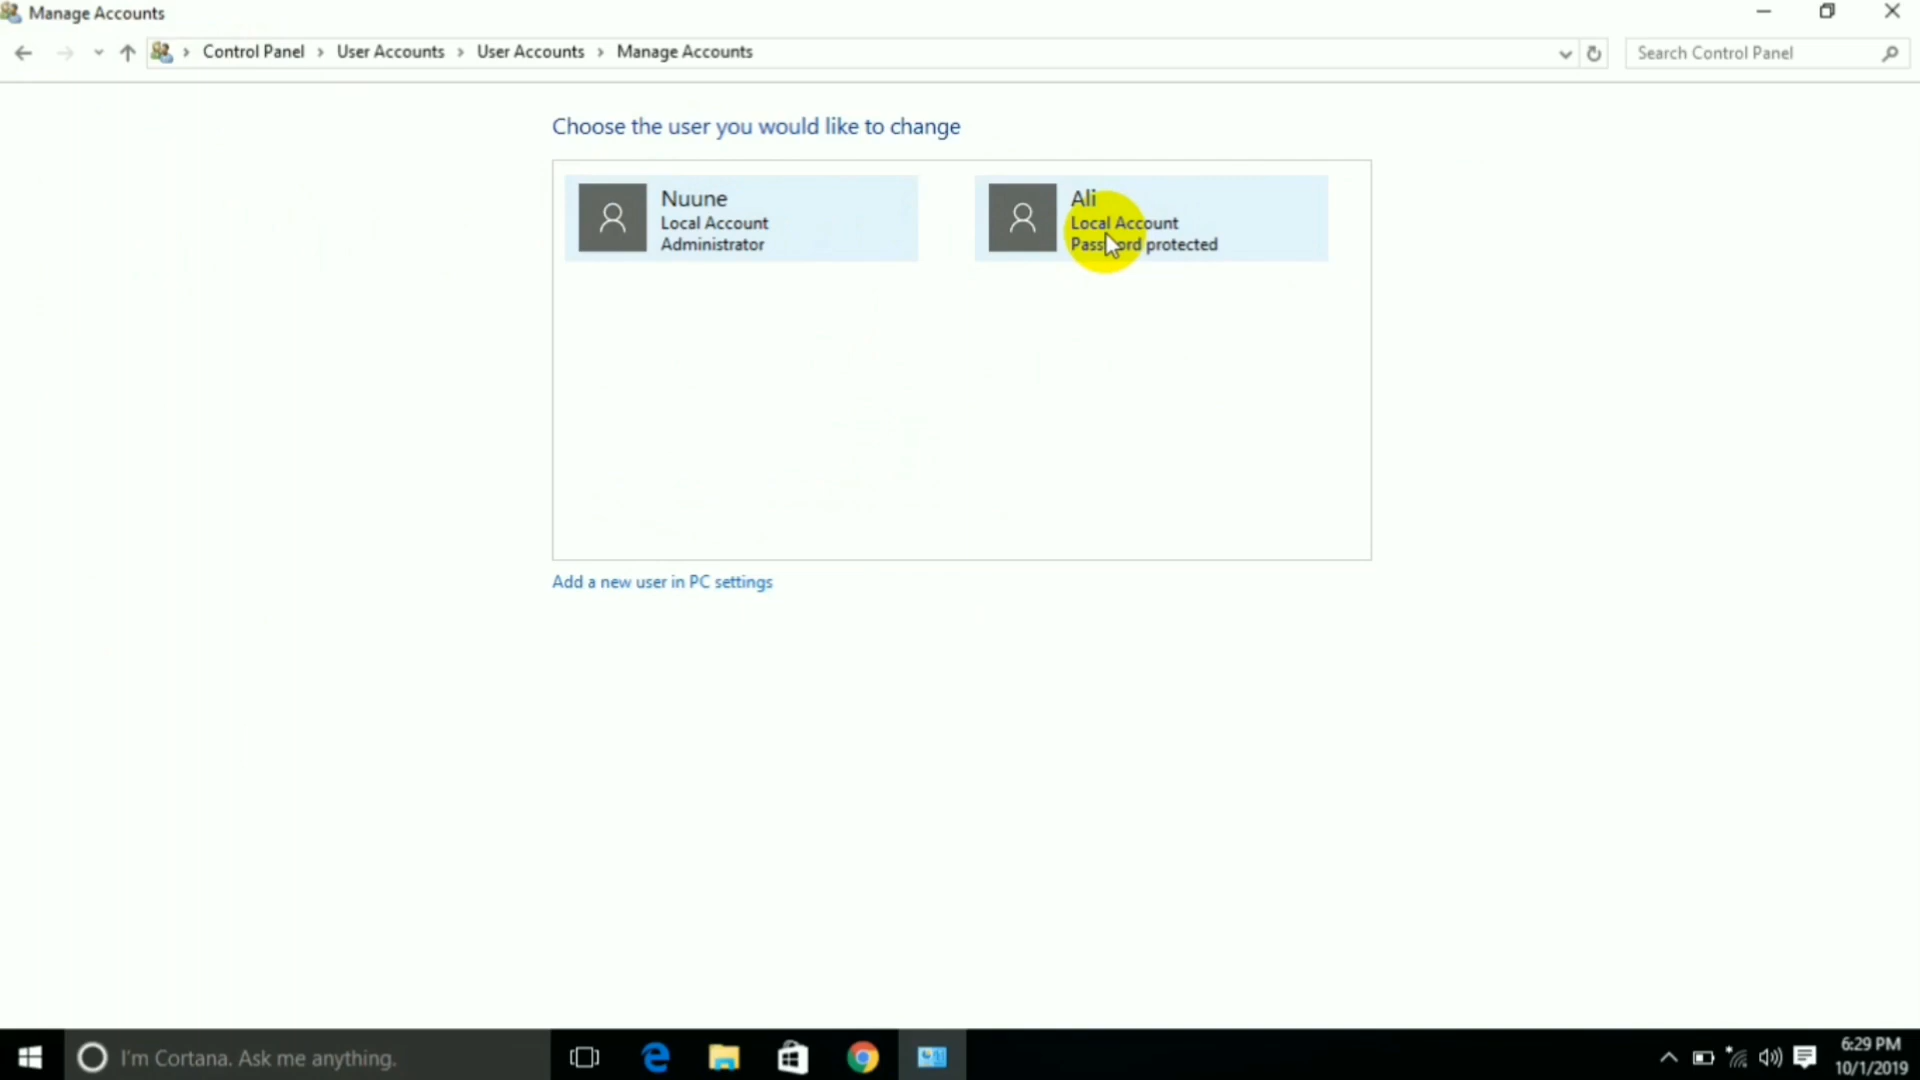 Manage Accounts
Control Panel › User Accounts › User Accounts › Manage Accounts
Search Control Panel
Choose the user you would like to change
Nuune
Local Account
Administrator
Ali
Local Account
Password protected
Add a new user in PC settings
I'm Cortana. Ask me anything.
6:29 PM
10/1/2019